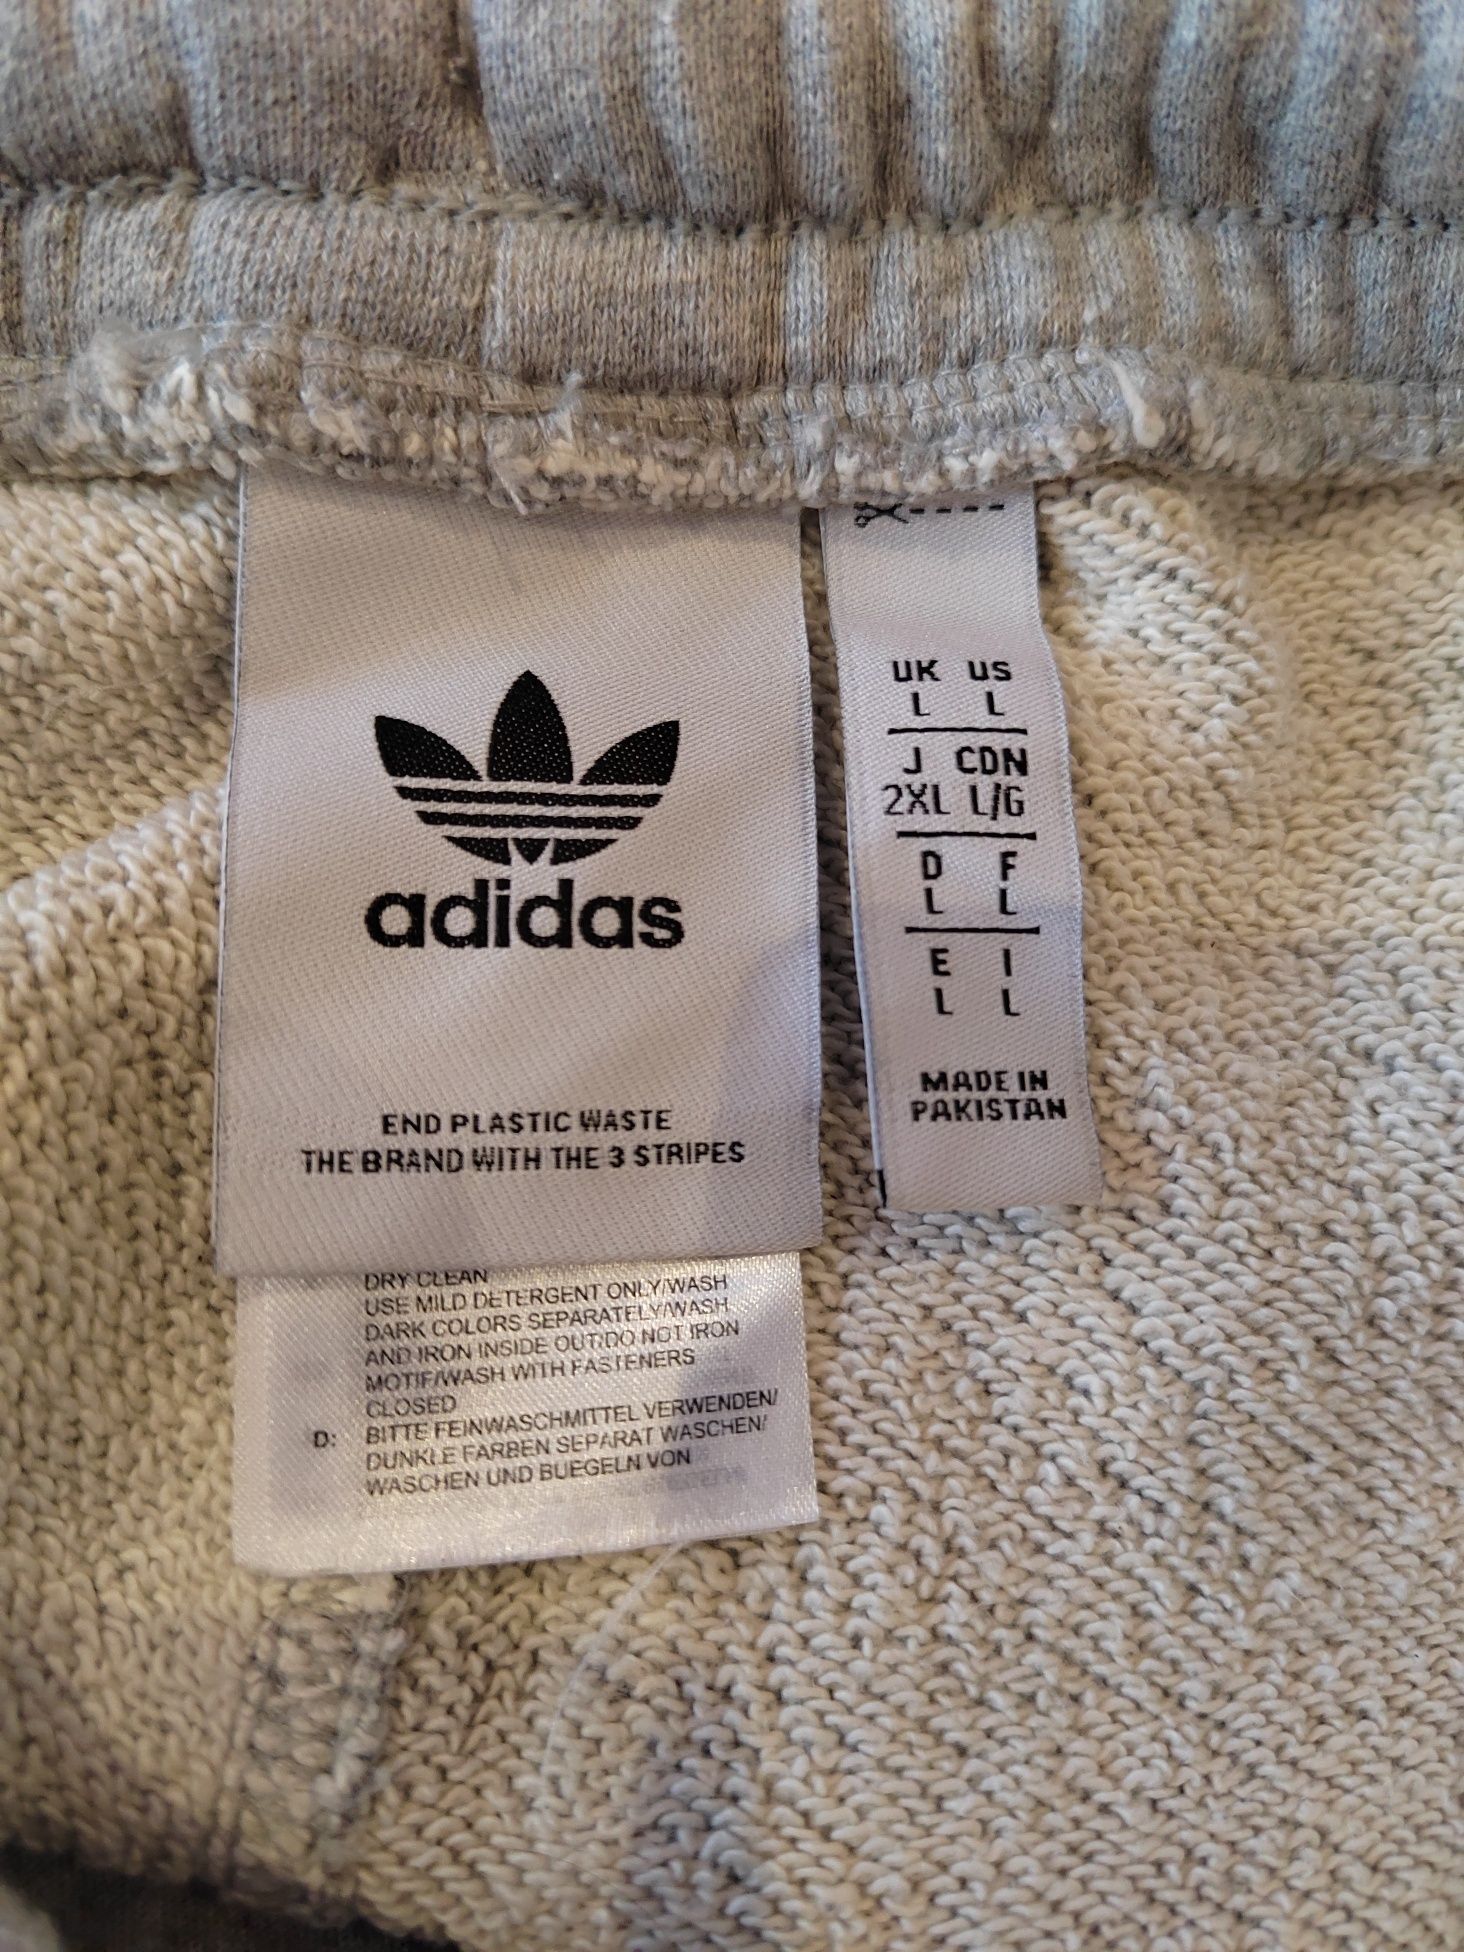 adidas
END PLASTIC WASTE
THE BRAND WITH THE 3 STRIPES
UK US
L L
J CDN
2XL L/G
D F
L L
E I
L L
MADE IN
PAKISTAN
DRY CLEAN
USE MILD DETERGENT ONLY/WASH
DARK COLORS SEPARATELY/WASH
AND IRON INSIDE OUT/DO NOT IRON
MOTIF/WASH WITH FASTENERS
CLOSED
D: BITTE FEINWASCHMITTEL VERWENDEN/
DUNKLE FARBEN SEPARAT WASCHEN/
WASCHEN UND BUEGELN VON